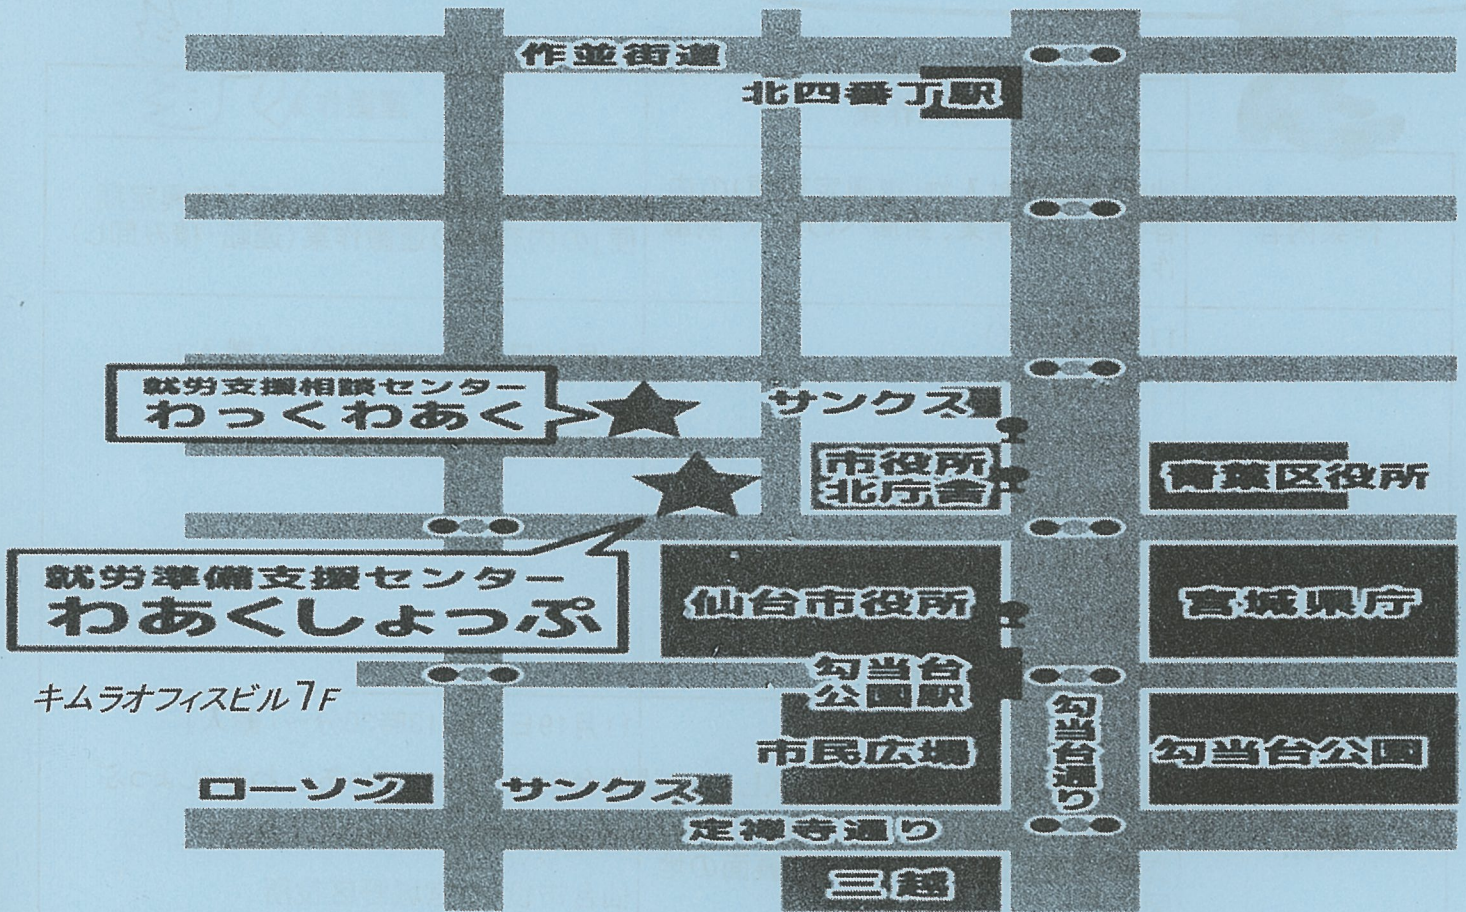 作並街道
北四番丁駅
就労支援相談センター
わっくわあく
サンクス
市役所
北庁舎
青葉区役所
就労準備支援センター
わあくしょっぷ
仙台市役所
宮城県庁
キムラオフィスビル7F
勾当台
公園駅
勾当台通り
市民広場
勾当台公園
ローソン
サンクス
定禅寺通り
三越